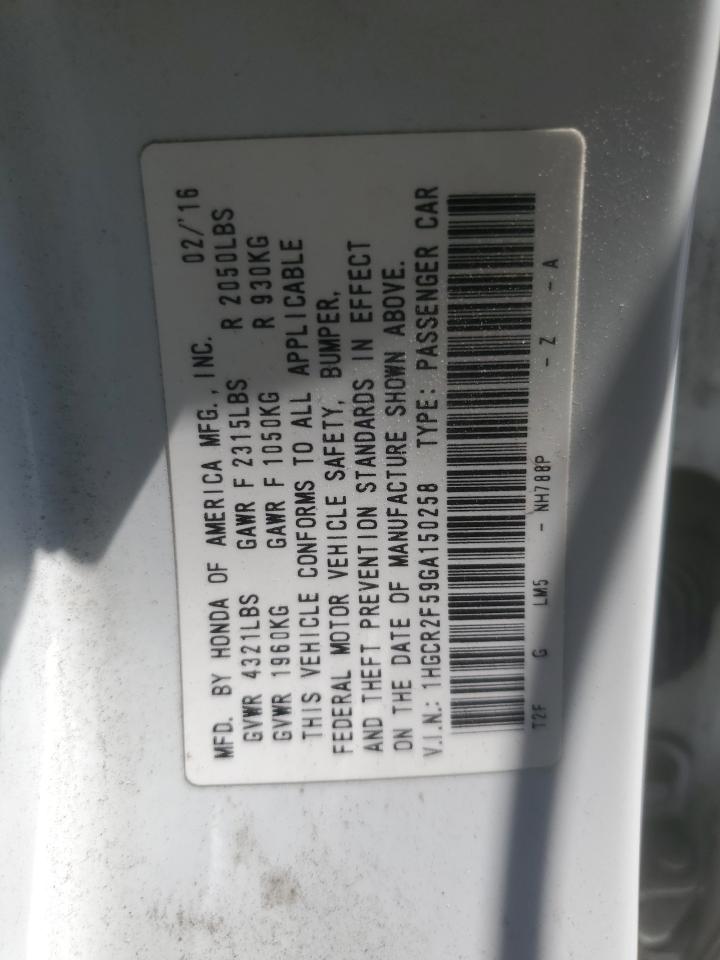 MFD. BY HONDA OF AMERICA MFG., INC. 02/'16
GVWR 4321LBS GAWR F 2315LBS R 2050LBS
GVWR 1960KG GAWR F 1050KG R 930KG
THIS VEHICLE CONFORMS TO ALL APPLICABLE
FEDERAL MOTOR VEHICLE SAFETY, BUMPER,
AND THEFT PREVENTION STANDARDS IN EFFECT
ON THE DATE OF MANUFACTURE SHOWN ABOVE.
V.I.N.: 1HGCR2F59GA150258 TYPE: PASSENGER CAR
T2F G LM5 - NH788P - Z - A